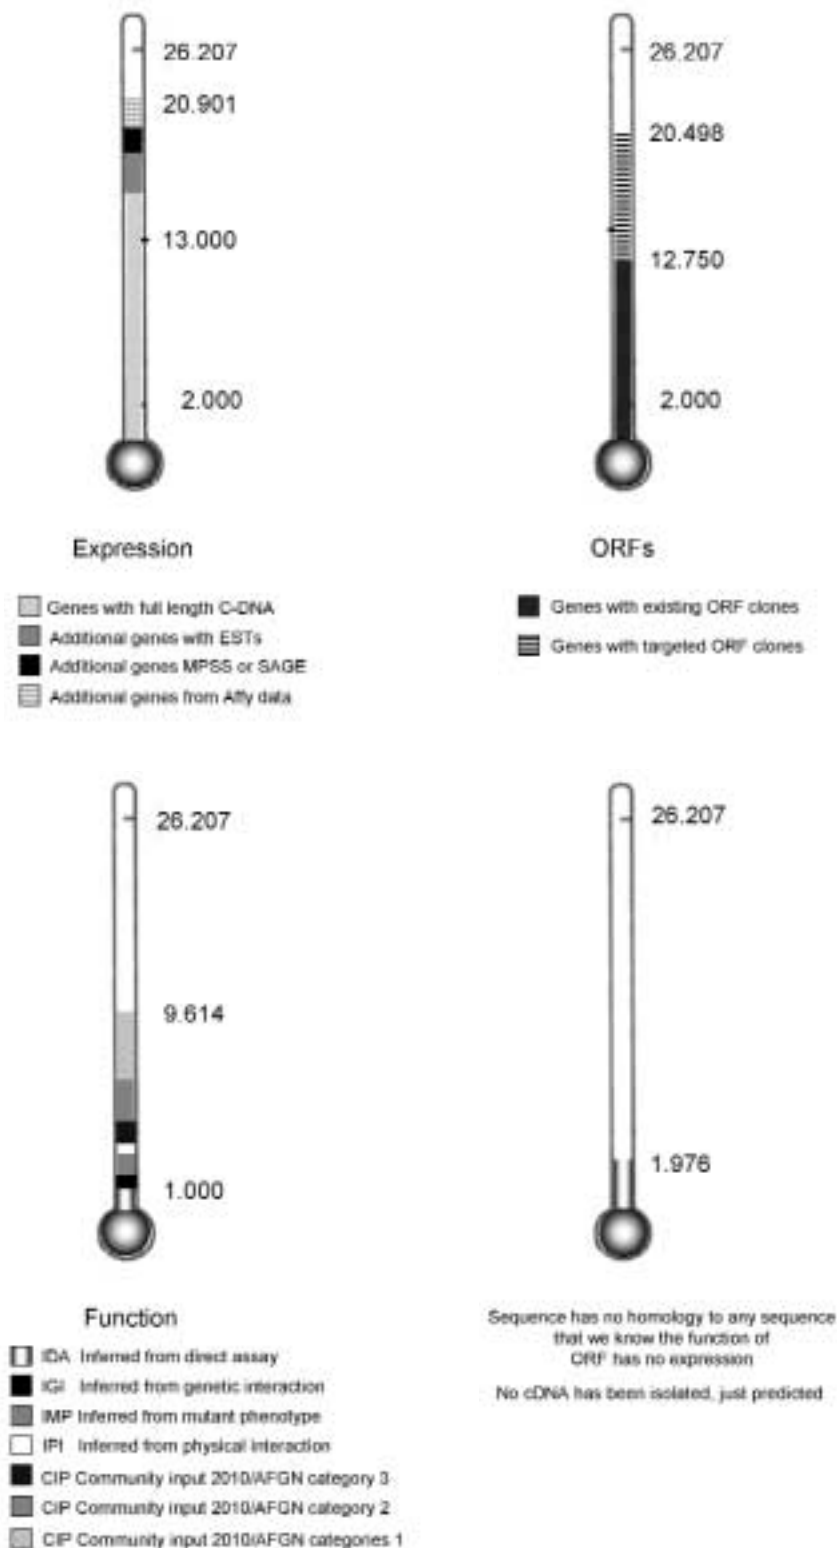 26.207
20.901
13.000
2.000
Expression
Genes with full length C-DNA
Additional genes with ESTs
Additional genes MPSS or SAGE
Additional genes from Affy data
26.207
20.498
12.750
2.000
ORFs
Genes with existing ORF clones
Genes with targeted ORF clones
26.207
9.614
1.000
Function
IDA Inferred from direct assay
IGI Inferred from genetic interaction
IMP Inferred from mutant phenotype
IPI Inferred from physical interaction
CIP Community input 2010/AFGN category 3
CIP Community input 2010/AFGN category 2
CIP Community input 2010/AFGN categories 1
26.207
1.976
Sequence has no homology to any sequence
that we know the function of
ORF has no expression
No cDNA has been isolated, just predicted